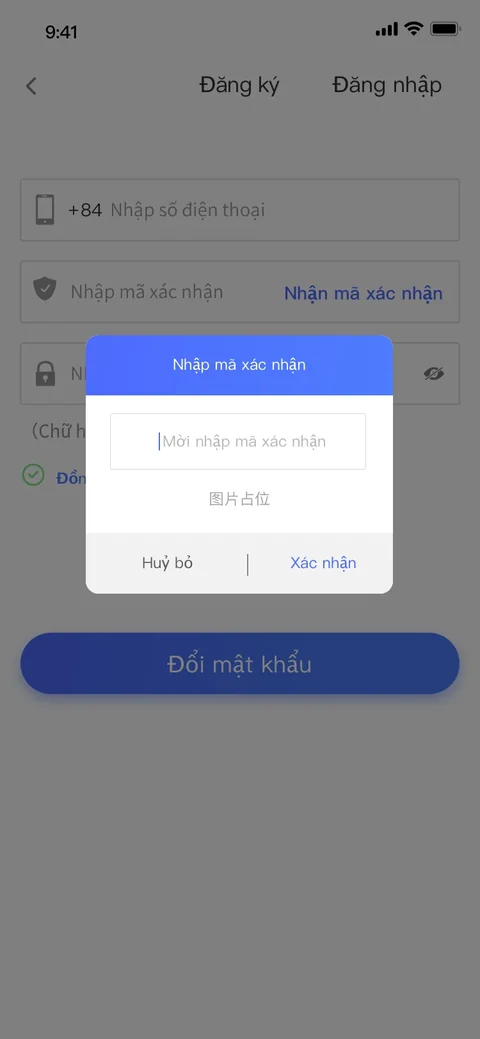 9:41
Đăng ký Đăng nhập
+84 Nhập số điện thoại
Nhập mã xác nhận Nhận mã xác nhận
Nhập mã xác nhận
(Chữ
Mời nhập mã xác nhận
图片占位
Huỷ bỏ | Xác nhận
Đổi mật khẩu